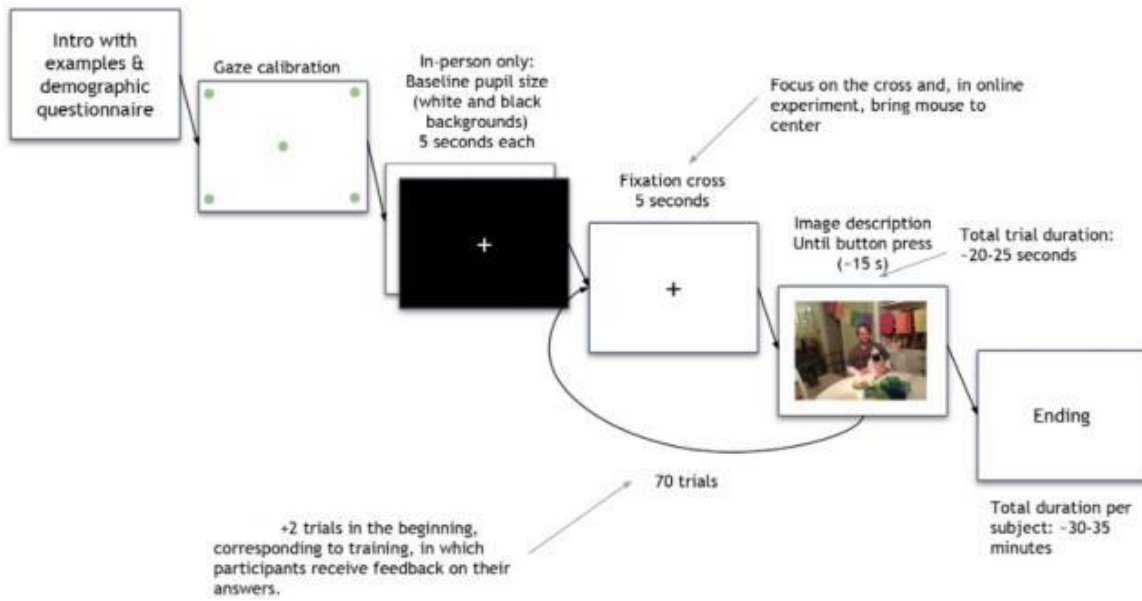 Intro with
examples &
demographic
questionnaire
Gaze calibration
In-person only:
Baseline pupil size
(white and black
backgrounds)
5 seconds each
Focus on the cross and, in online
experiment, bring mouse to
center
Fixation cross
5 seconds
Image description
Until button press
(~15 s)
Total trial duration:
~20-25 seconds
Ending
70 trials
+2 trials in the beginning,
corresponding to training, in which
participants receive feedback on their
answers.
Total duration per
subject: ~30-35
minutes